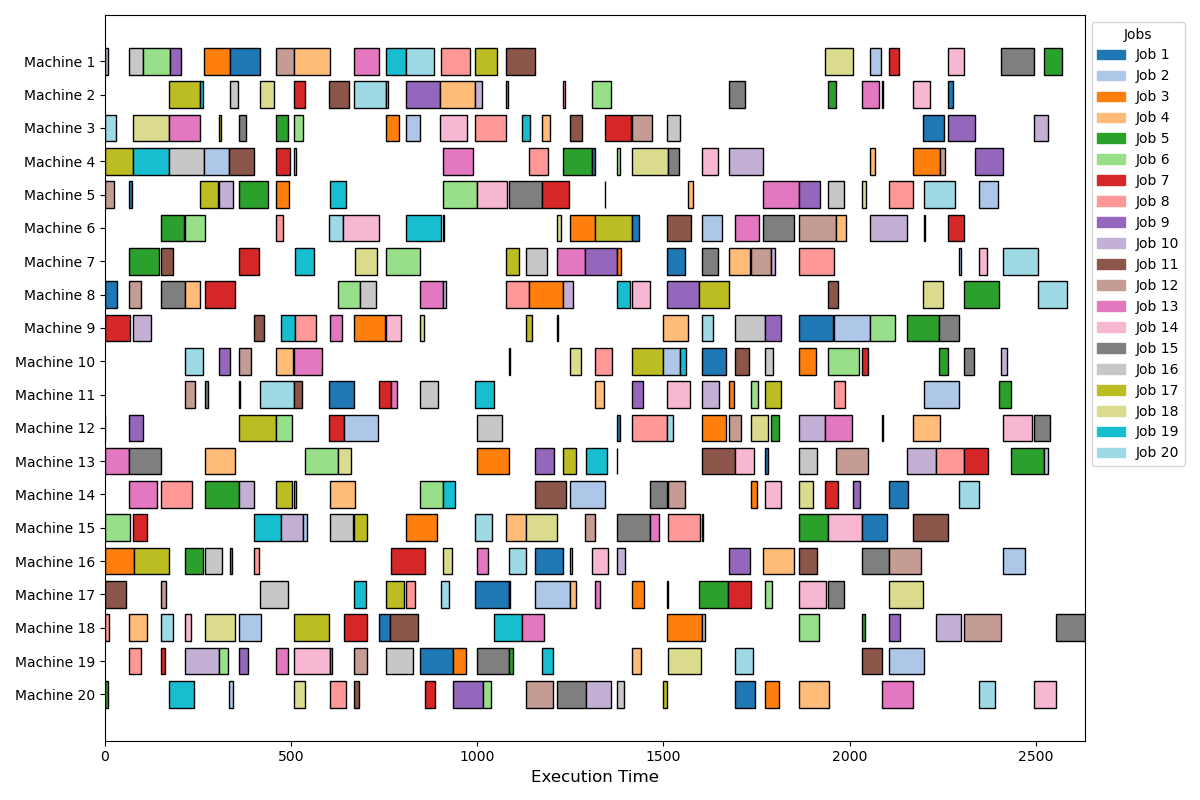 Machine 1
Machine 2
Machine 3
Machine 4
Machine 5
Machine 6
Machine 7
Machine 8
Machine 9
Machine 10
Machine 11
Machine 12
Machine 13
Machine 14
Machine 15
Machine 16
Machine 17
Machine 18
Machine 19
Machine 20
0 500 1000 1500 2000 2500
Execution Time
Jobs
Job 1
Job 2
Job 3
Job 4
Job 5
Job 6
Job 7
Job 8
Job 9
Job 10
Job 11
Job 12
Job 13
Job 14
Job 15
Job 16
Job 17
Job 18
Job 19
Job 20